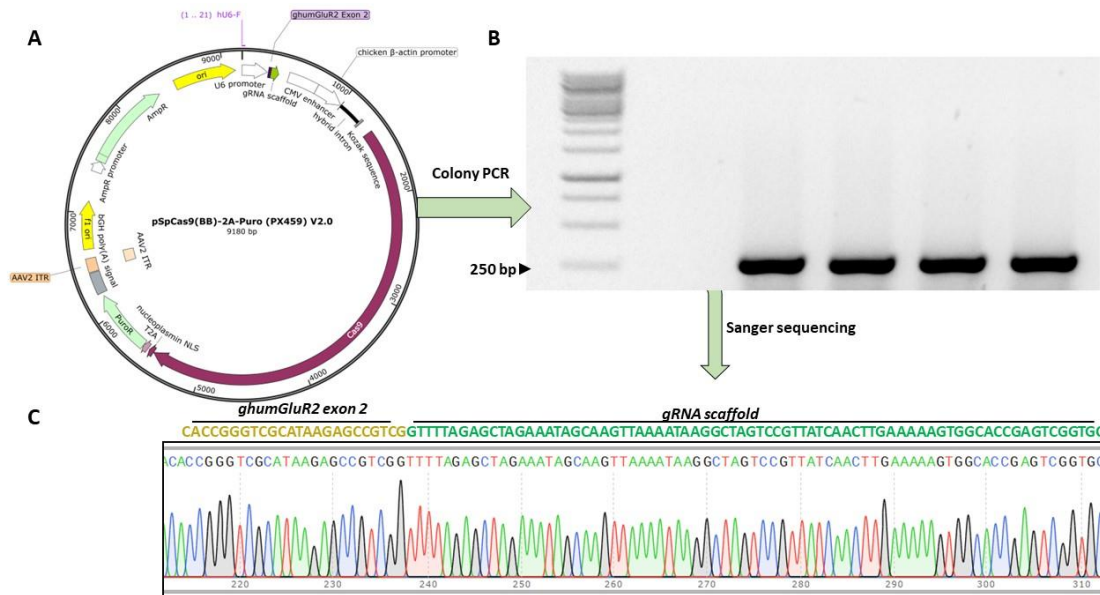 A
(1 .. 21) hU6-F
ghumGluR2 Exon 2
chicken β-actin promoter
9000
ori
U6 promoter
gRNA scaffold
CMV enhancer
1000
hybrid intron
Kozak sequence
8000
AmpR
AmpR promoter
2000
pSpCas9(BB)-2A-Puro (PX459) V2.0
9180 bp
7000
f1 ori
bGH poly(A) signal
AAV2 ITR
AAV2 ITR
3000
6000
PuroR
T2A
nucleoplasmin NLS
Cas9
5000
4000
Colony PCR
B
250 bp
Sanger sequencing
C
ghumGluR2 exon 2
gRNA scaffold
CACCGGGTCGCATAAGAGCCGTCGGTTTTAGAGCTAGAAATAGCAAGTTAAAATAAGGCTAGTCCGTTATCAACTTGAAAAAGTGGCACCGAGTCGGTGC
CACCGGGTCGCATAAGAGCCGTCGGTTTTAGAGCTAGAAATAGCAAGTTAAAATAAGGCTAGTCCGTTATCAACTTGAAAAAGTGGCACCGAGTCGGTGC
220 230 240 250 260 270 280 290 300 310